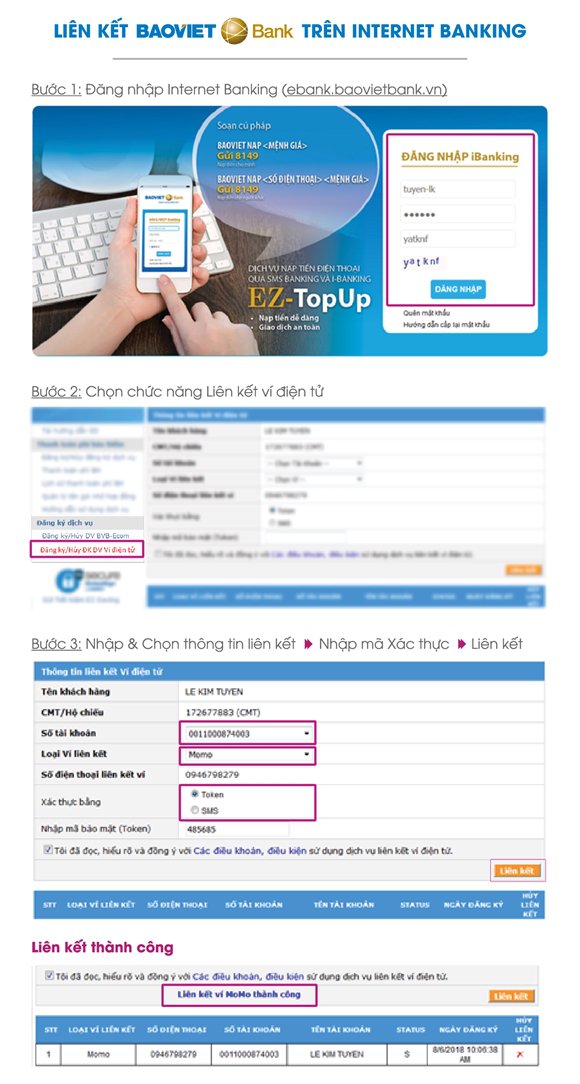 LIÊN KẾT BAOVIET Bank TRÊN INTERNET BANKING
Bước 1: Đăng nhập Internet Banking (ebank.baovietbank.vn)
Soạn cú pháp
BAOVIET NAP <MỆNH GIÁ>
Gửi 8149
BAOVIET NAP <SỐ ĐIỆN THOẠI> <MỆNH GIÁ>
Gửi 8149
BAOVIET Bank
DỊCH VỤ NẠP TIỀN ĐIỆN THOẠI
QUA SMS BANKING VÀ I-BANKING
EZ-TopUp
• Nạp tiền dễ dàng
• Giao dịch an toàn
ĐĂNG NHẬP iBanking
tuyen-lk
••••••
yatknf
yatknf
ĐĂNG NHẬP
Quên mật khẩu
Hướng dẫn cấp lại mật khẩu
Bước 2: Chọn chức năng Liên kết ví điện tử
Đăng ký dịch vụ
Đăng ký/Hủy DV BVB-Ecom
Đăng ký/Hủy ĐK DV Ví điện tử
Bước 3: Nhập & Chọn thông tin liên kết Nhập mã Xác thực Liên kết
Thông tin liên kết Ví điện tử
Tên khách hàng LE KIM TUYEN
CMT/Hộ chiếu 172677883 (CMT)
Số tài khoản 0011000874003
Loại Ví liên kết Momo
Số điện thoại liên kết ví 0946798279
Xác thực bằng Token
SMS
Nhập mã bảo mật (Token) 485685
Tôi đã đọc, hiểu rõ và đồng ý với Các điều khoản, điều kiện sử dụng dịch vụ liên kết ví điện tử.
Liên kết
STT LOẠI VÍ LIÊN KẾT SỐ ĐIỆN THOẠI SỐ TÀI KHOẢN TÊN TÀI KHOẢN STATUS NGÀY ĐĂNG KÝ HỦY LIÊN KẾT
Liên kết thành công
Tôi đã đọc, hiểu rõ và đồng ý với Các điều khoản, điều kiện sử dụng dịch vụ liên kết ví điện tử.
Liên kết ví MoMo thành công
Liên kết
STT LOẠI VÍ LIÊN KẾT SỐ ĐIỆN THOẠI SỐ TÀI KHOẢN TÊN TÀI KHOẢN STATUS NGÀY ĐĂNG KÝ HỦY LIÊN KẾT
1 Momo 0946798279 0011000874003 LE KIM TUYEN S 8/6/2018 10:06:38 AM X